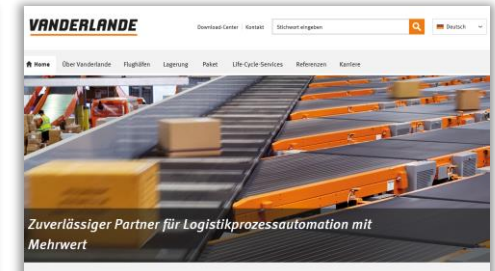 VANDERLANDE
Download-Center Kontakt Stichwort eingeben Deutsch
Home Über Vanderlande Flughäfen Lagerung Paket Life-Cycle-Services Referenzen Karriere
Zuverlässiger Partner für Logistikprozessautomation mit
Mehrwert